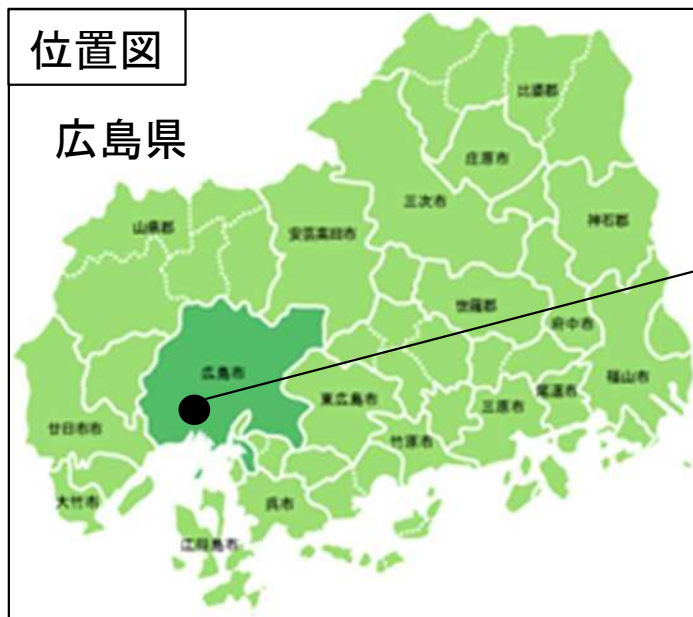 位置図
広島県
比婆郡
庄原市
三次市
神石郡
山県郡
安芸高田市
世羅郡
府中市
広島市
福山市
尾道市
東広島市
三原市
廿日市市
竹原市
大竹市
呉市
江田島市